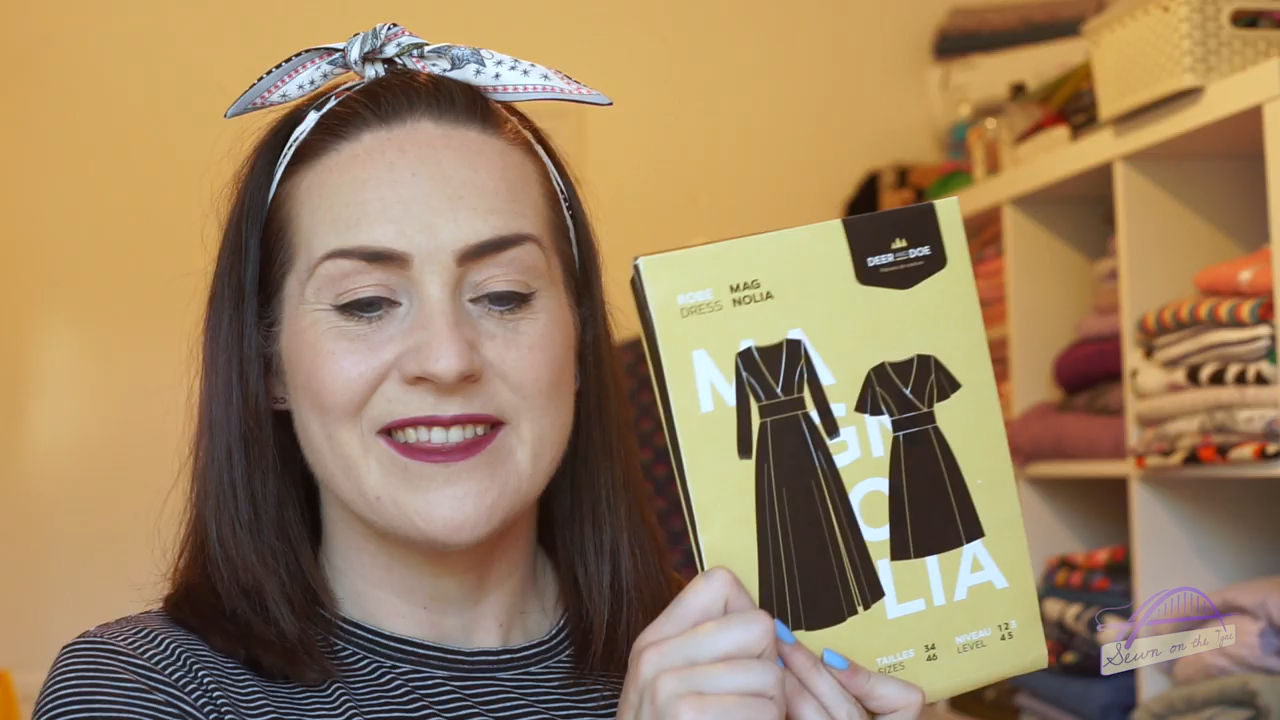 DEER AND DOE
ROBE MAG
DRESS NOLIA
MA
GN
O
LIA
TAILLES 34
SIZES 46
NIVEAU 1 2 3
LEVEL 4 5
Sewn on the Tyne